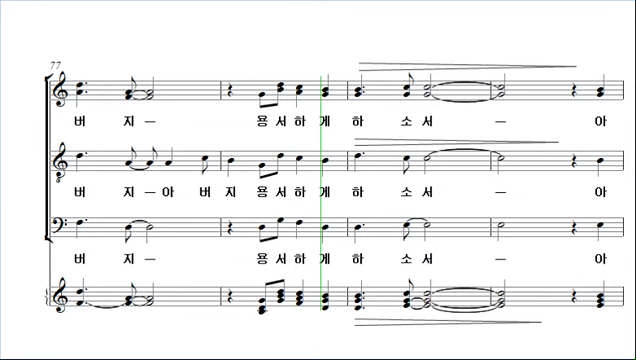 77
버 지 — 용 서 하 게 하 소 서 — 아
버 지 — 아 버 지 용 서 하 게 하 소 서 — 아
버 지 — 용 서 하 게 하 소 서 — 아